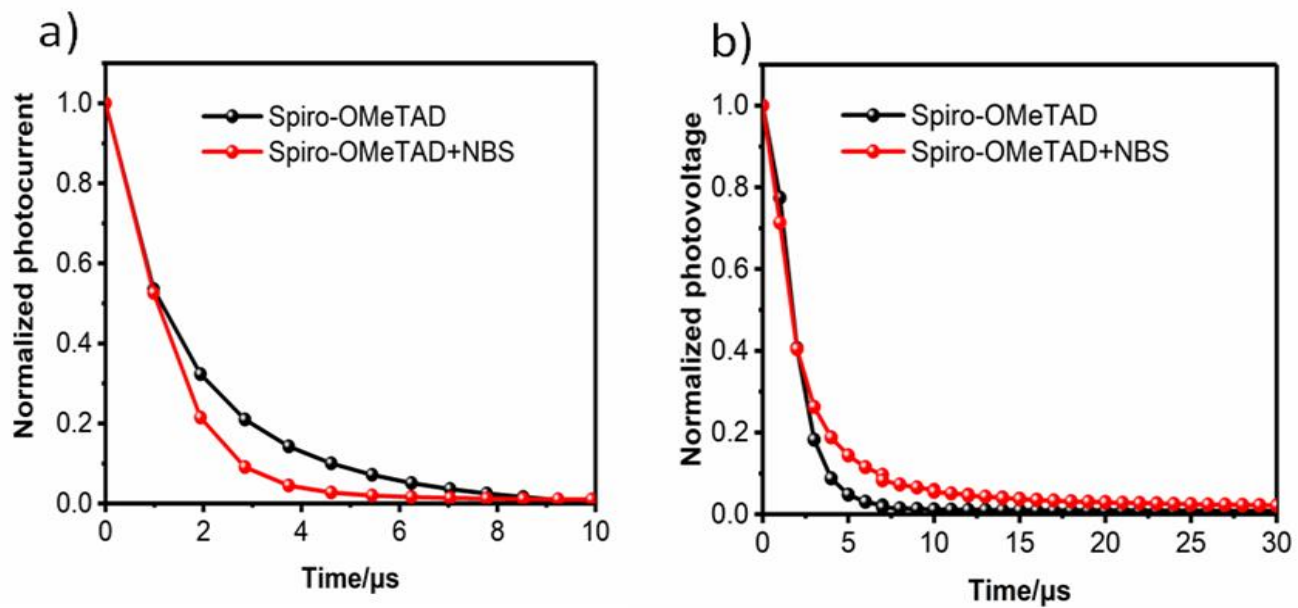 a)
Normalized photocurrent
1.0
0.8
0.6
0.4
0.2
0.0
Spiro-OMeTAD
Spiro-OMeTAD+NBS
0 2 4 6 8 10
Time/µs
b)
Normalized photovoltage
1.0
0.8
0.6
0.4
0.2
0.0
Spiro-OMeTAD
Spiro-OMeTAD+NBS
0 5 10 15 20 25 30
Time/µs